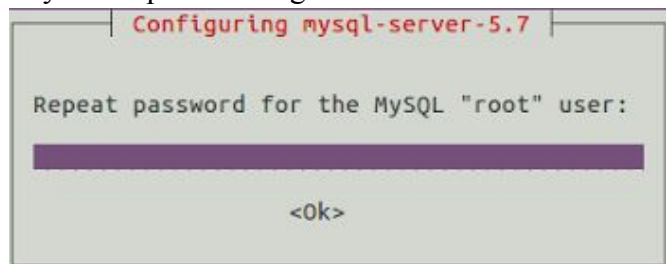 Configuring mysql-server-5.7
Repeat password for the MySQL "root" user:
<Ok>